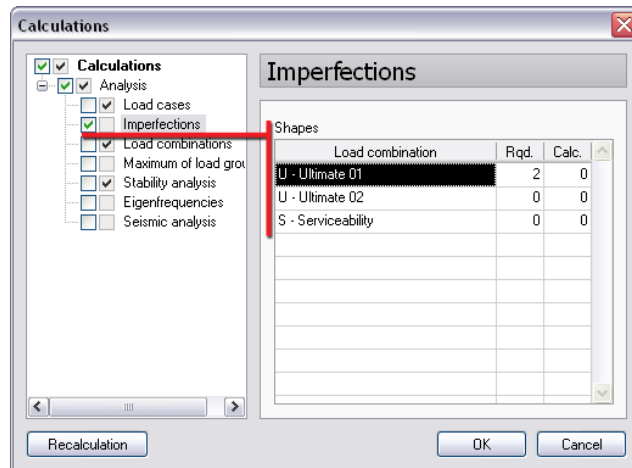 Calculations
Calculations
Analysis
Load cases
Imperfections
Load combinations
Maximum of load grou
Stability analysis
Eigenfrequencies
Seismic analysis
Imperfections
Shapes
Load combination Rqd. Calc.
U - Ultimate 01 2 0
U - Ultimate 02 0 0
S - Serviceability 0 0
Recalculation OK Cancel